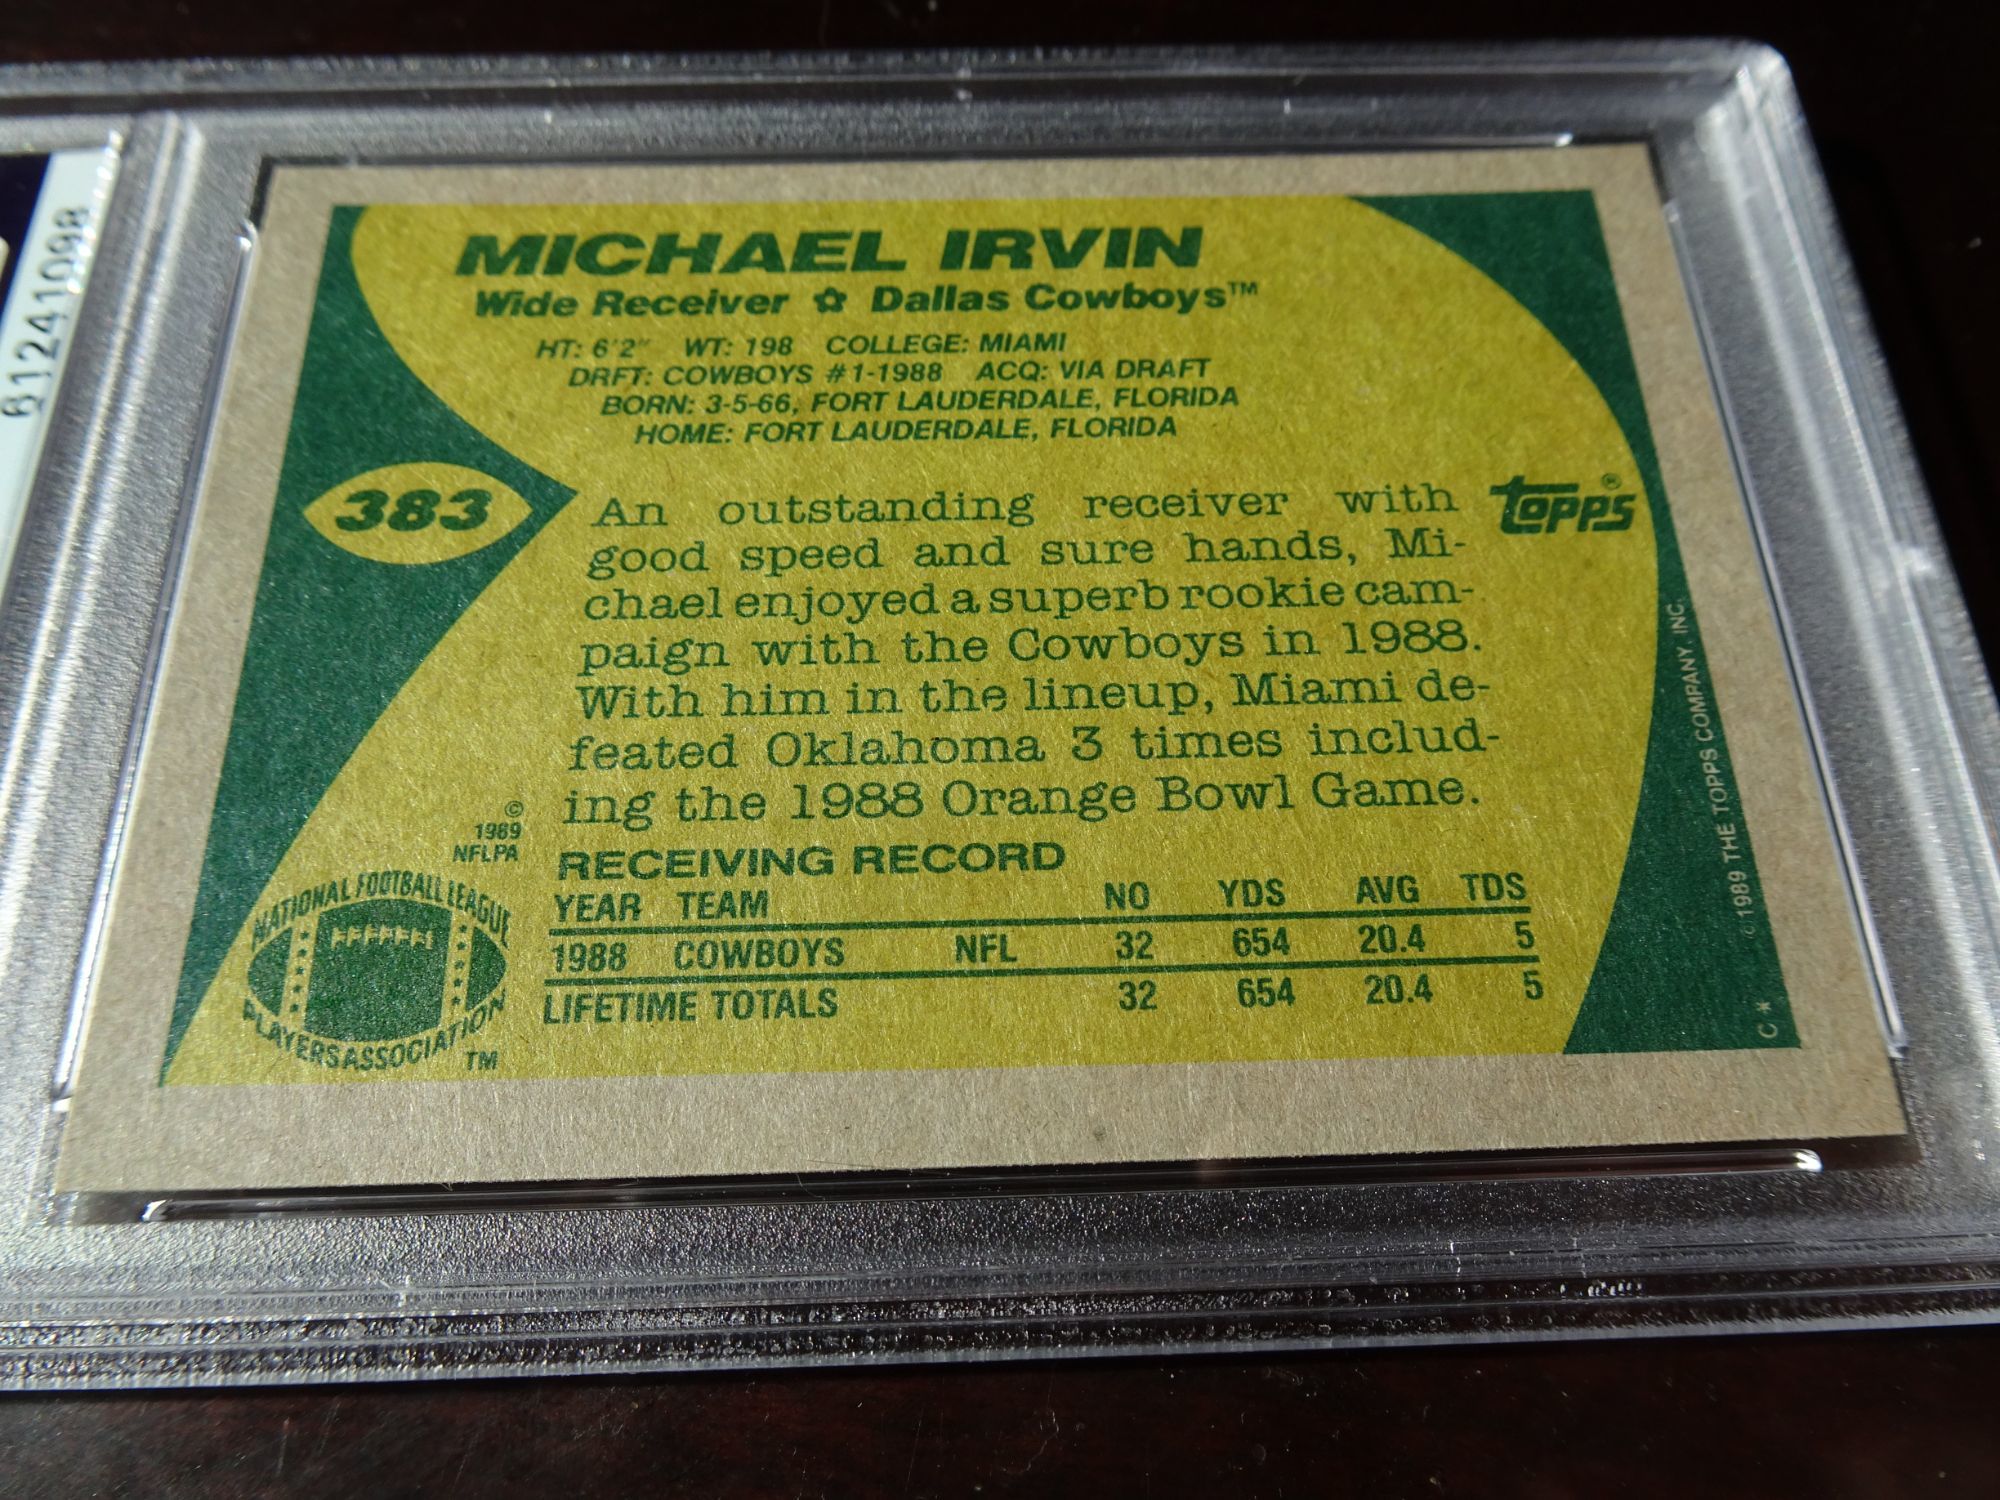 61241098
MICHAEL IRVIN
Wide Receiver ✩ Dallas Cowboys™
HT: 6'2" WT: 198 COLLEGE: MIAMI
DRFT: COWBOYS #1-1988 ACQ: VIA DRAFT
BORN: 3-5-66, FORT LAUDERDALE, FLORIDA
HOME: FORT LAUDERDALE, FLORIDA
383
TOPPS®
An outstanding receiver with
good speed and sure hands, Mi-
chael enjoyed a superb rookie cam-
paign with the Cowboys in 1988.
With him in the lineup, Miami de-
feated Oklahoma 3 times includ-
ing the 1988 Orange Bowl Game.
©
1989
NFLPA
NATIONAL FOOTBALL LEAGUE
PLAYERS ASSOCIATION
TM
RECEIVING RECORD
YEAR TEAM NO YDS AVG TDS
1988 COWBOYS NFL 32 654 20.4 5
LIFETIME TOTALS 32 654 20.4 5
© 1989 THE TOPPS COMPANY, INC.
C *